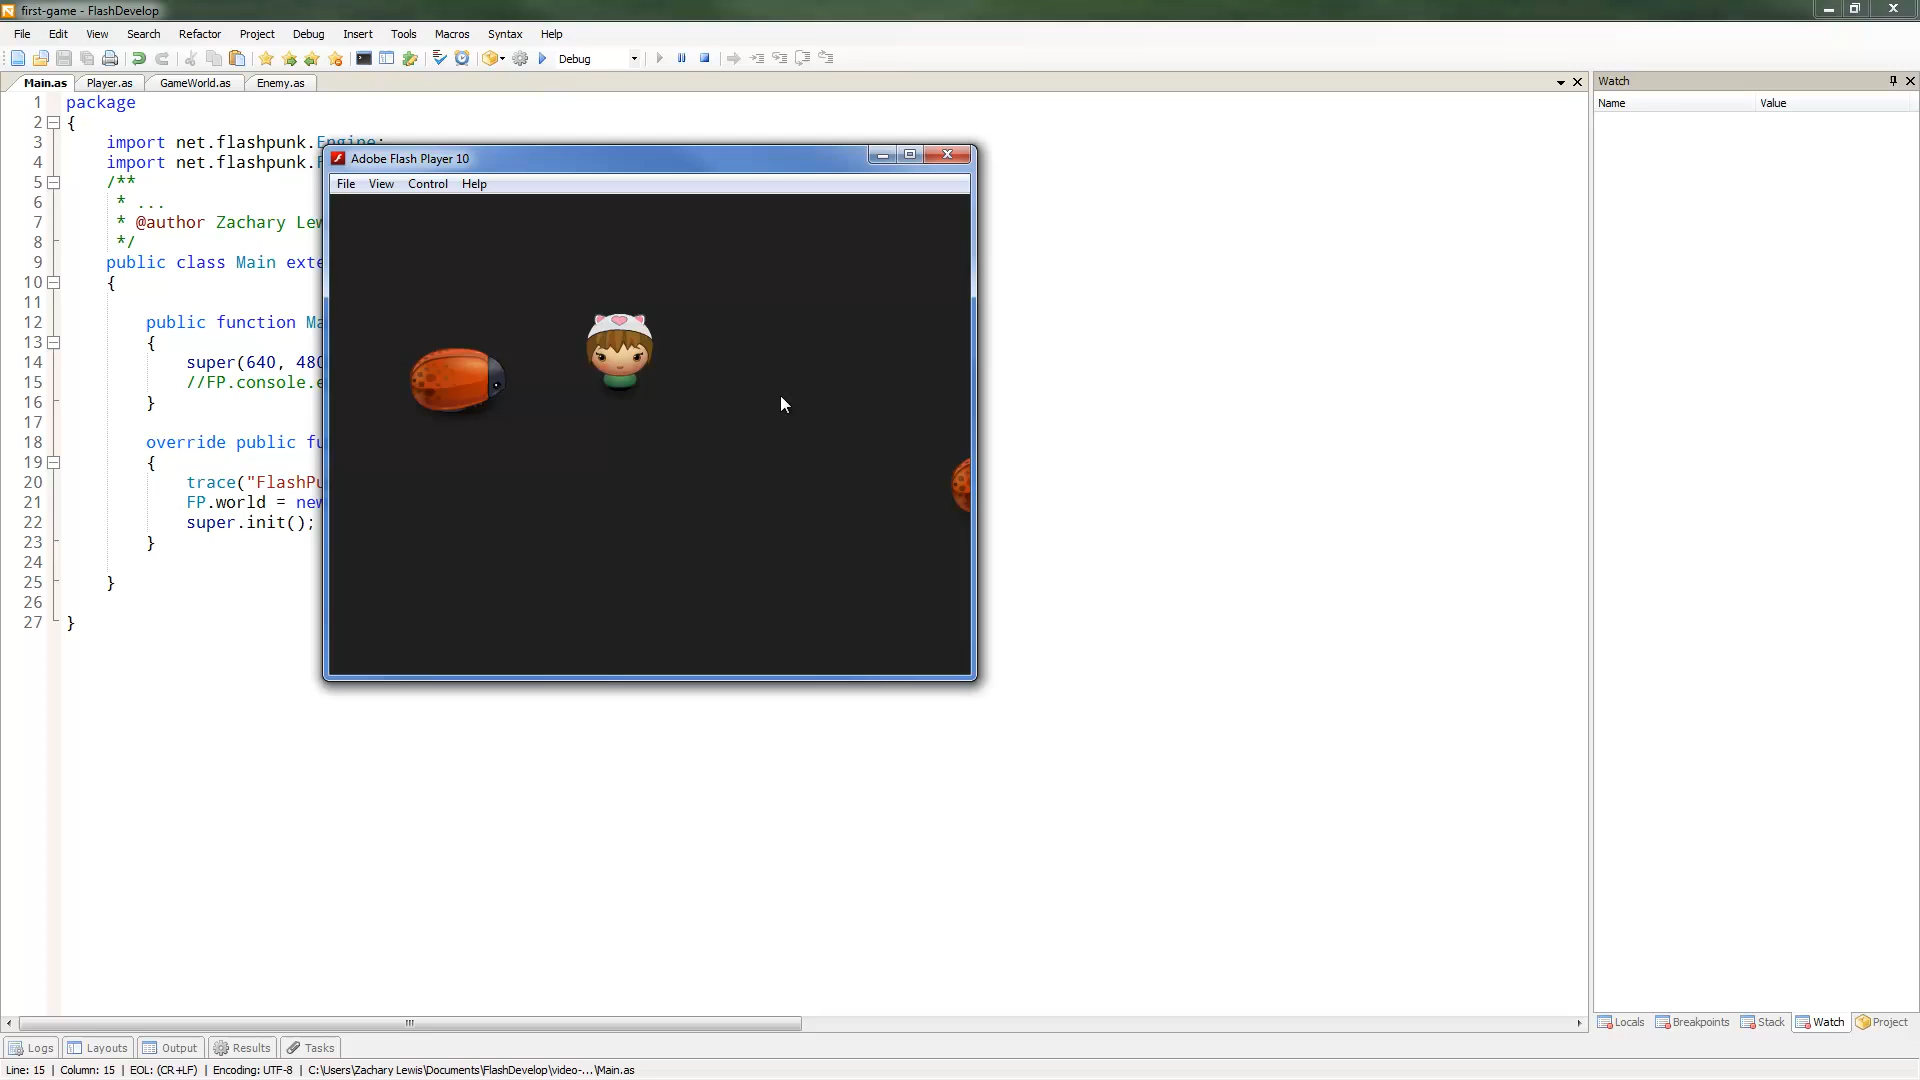 first-game - FlashDevelop
File Edit View Search Refactor Project Debug Insert Tools Macros Syntax Help
Debug
Main.as Player.as GameWorld.as Enemy.as
Watch
Name Value
1 package
2 {
3 import net.flashpunk.Engine;
4 import net.flashpunk.F
5 /**
6 * ...
7 * @author Zachary Lew
8 */
9 public class Main exte
10 {
11
12 public function Ma
13 {
14 super(640, 480
15 //FP.console.e
16 }
17
18 override public fu
19 {
20 trace("FlashPu
21 FP.world = new
22 super.init();
23 }
24
25 }
26
27 }
Adobe Flash Player 10
File View Control Help
Locals Breakpoints Stack Watch Project
Logs Layouts Output Results Tasks
Line: 15 | Column: 15 | EOL: (CR+LF) | Encoding: UTF-8 | C:\Users\Zachary Lewis\Documents\FlashDevelop\video-...\Main.as